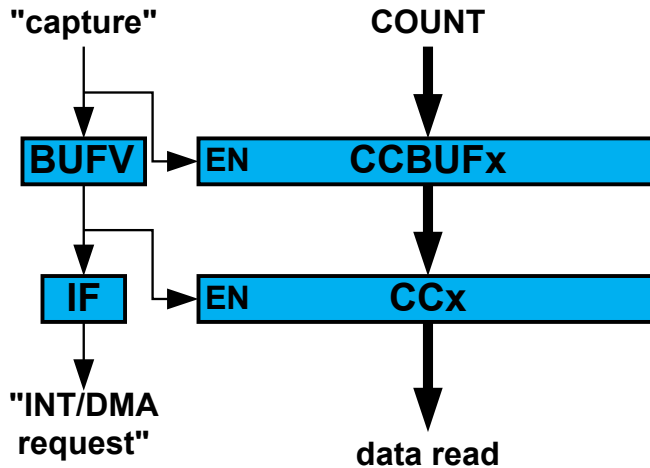 "capture" COUNT
BUFV EN CCBUFx
IF EN CCx
"INT/DMA
request"
data read